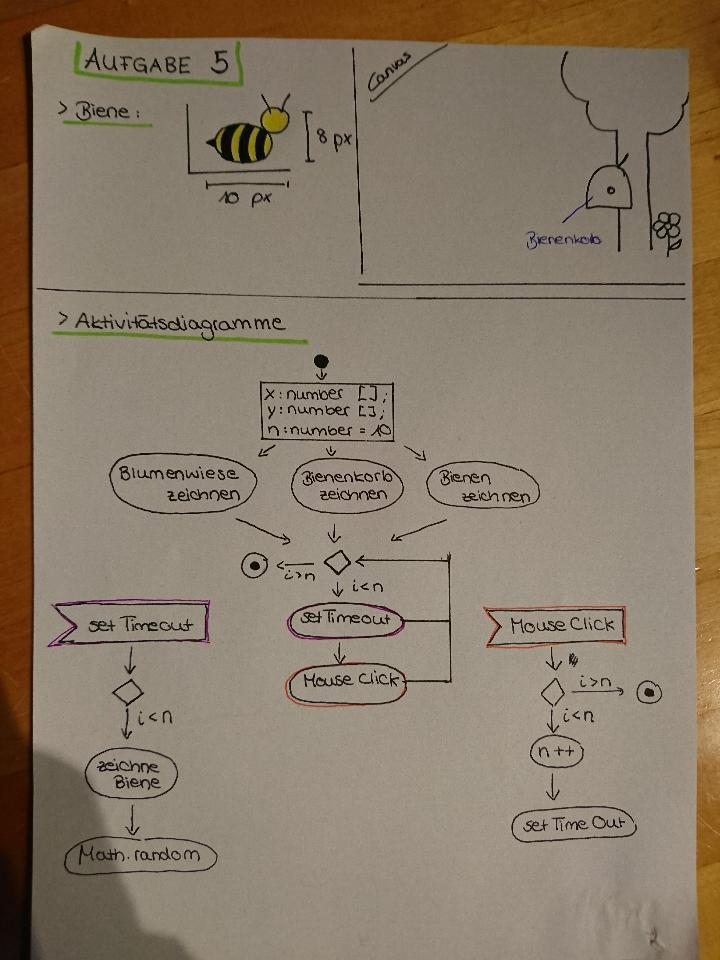 AUFGABE 5
> Biene:
8 px
10 px
Canvas
Bienenkorb
> Aktivitätsdiagramme
x:number [];
y:number [];
n:number = 10
Blumenwiese
zeichnen
Bienenkorb
zeichnen
Bienen
zeichnen
i>n
i<n
set Timeout
Mouse Click
set Timeout
i<n
zeichne
Biene
Math.random
Mouse Click
i>n
i<n
n ++
set Time Out
2